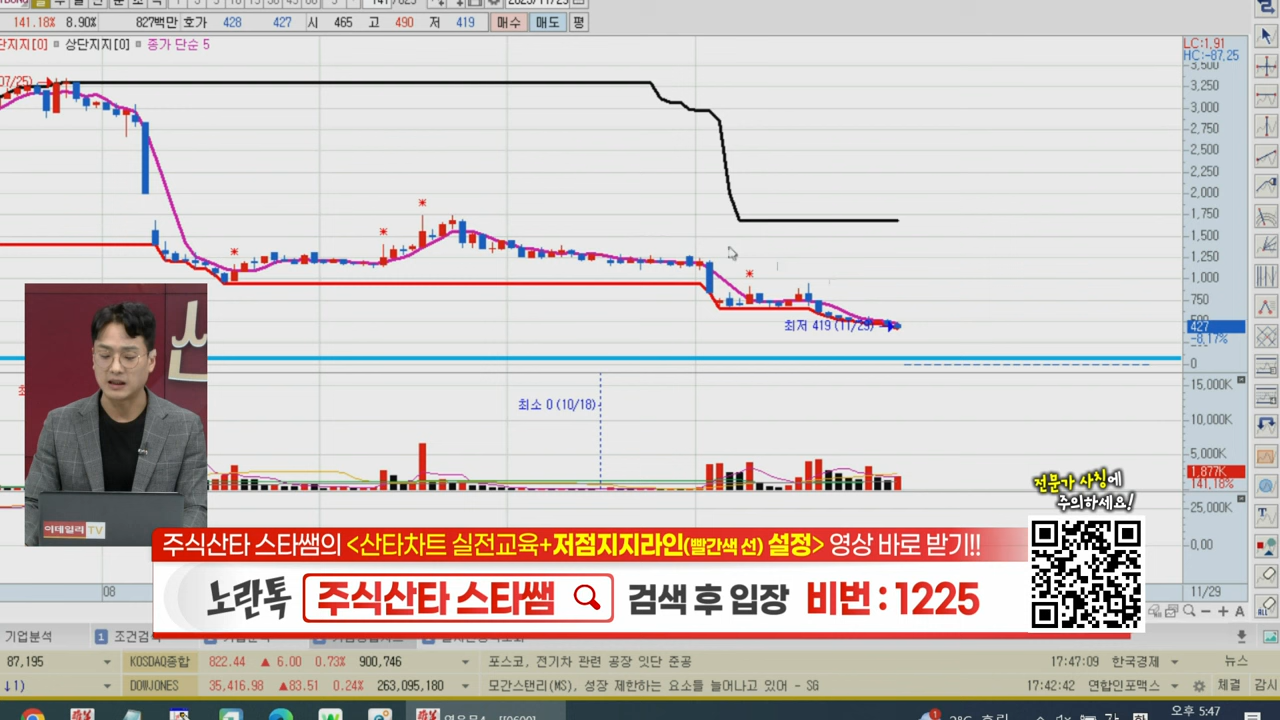 141.18% 8.90% 827백만 호가 428 427 시 465 고 490 저 419 매수 매도 평
단지지[0] 상단지지[0] 종가 단순 5
LC:1.91
HC:-87.25
07/25)
3,500
3,250
3,000
2,750
2,500
2,250
2,000
1,750
1,500
1,250
1,000
750
500
427
-8.17%
0
최저 419 (11/29)
최소 0 (10/18)
15,000K
10,000K
5,000K
1,877K
141.18%
25,000K
0.00
이데일리 TV
전문가 사칭에
주의하세요!
주식산타 스타쌤의 <산타차트 실전교육+저점지지라인(빨간색 선) 설정> 영상 바로 받기!!
노란톡 주식산타 스타쌤 검색 후 입장 비번 : 1225
08
11/29
A
ALL
기업분석 1 조건검색
87,195 KOSDAQ종합 822.44 ▲ 6.00 0.73% 900,746 포스코, 전기차 관련 공장 잇단 준공 17:47:09 한국경제 뉴스
↓1) DOWJONES 35,416.98 ▲83.51 0.24% 263,095,180 모간스탠리(MS), 성장 제한하는 요소들 늘어나고 있어 - SG 17:42:42 연합인포맥스 체결 감시
오후 5:47